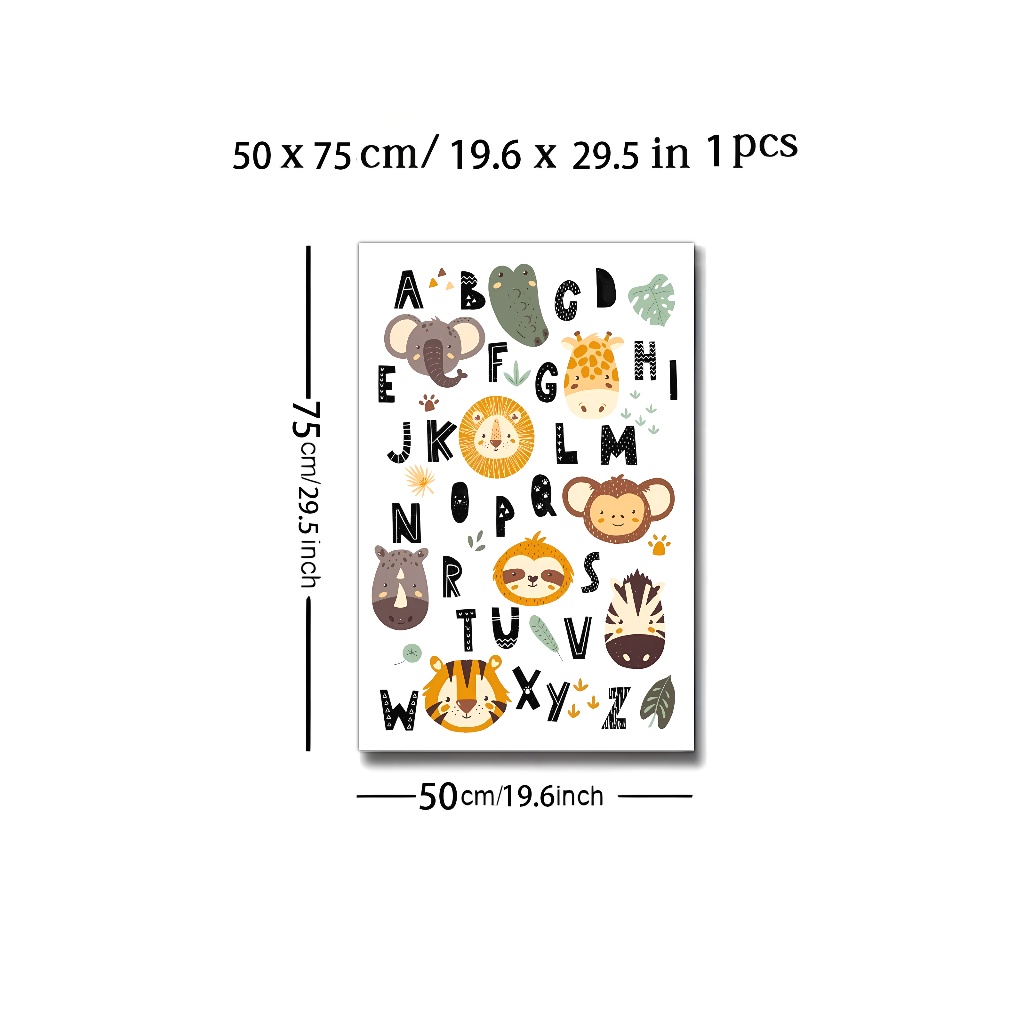 50 x 75 cm/ 19.6 x 29.5 in 1 pcs
A B C D
E F G H I
J K L M
N O P Q
R S
T U V
W X Y Z
75cm/29.5inch
50cm/19.6inch